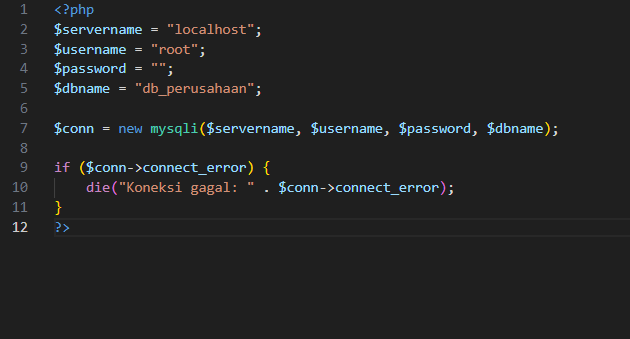 1 <?php
2 $servername = "localhost";
3 $username = "root";
4 $password = "";
5 $dbname = "db_perusahaan";
6
7 $conn = new mysqli($servername, $username, $password, $dbname);
8
9 if ($conn->connect_error) {
10     die("Koneksi gagal: " . $conn->connect_error);
11 }
12 ?>